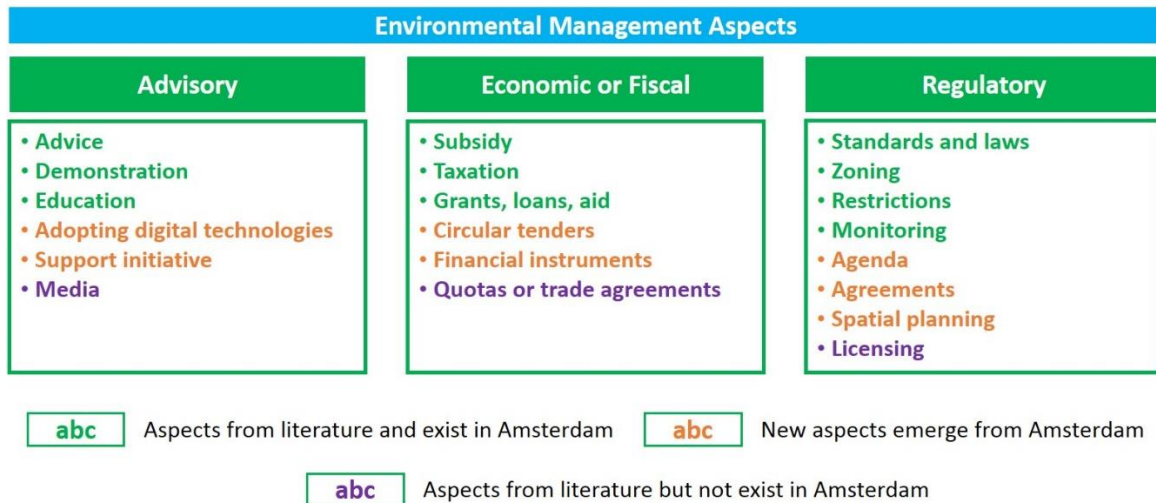 Environmental Management Aspects
Advisory
• Advice
• Demonstration
• Education
• Adopting digital technologies
• Support initiative
• Media
Economic or Fiscal
• Subsidy
• Taxation
• Grants, loans, aid
• Circular tenders
• Financial instruments
• Quotas or trade agreements
Regulatory
• Standards and laws
• Zoning
• Restrictions
• Monitoring
• Agenda
• Agreements
• Spatial planning
• Licensing
abc Aspects from literature and exist in Amsterdam
abc New aspects emerge from Amsterdam
abc Aspects from literature but not exist in Amsterdam